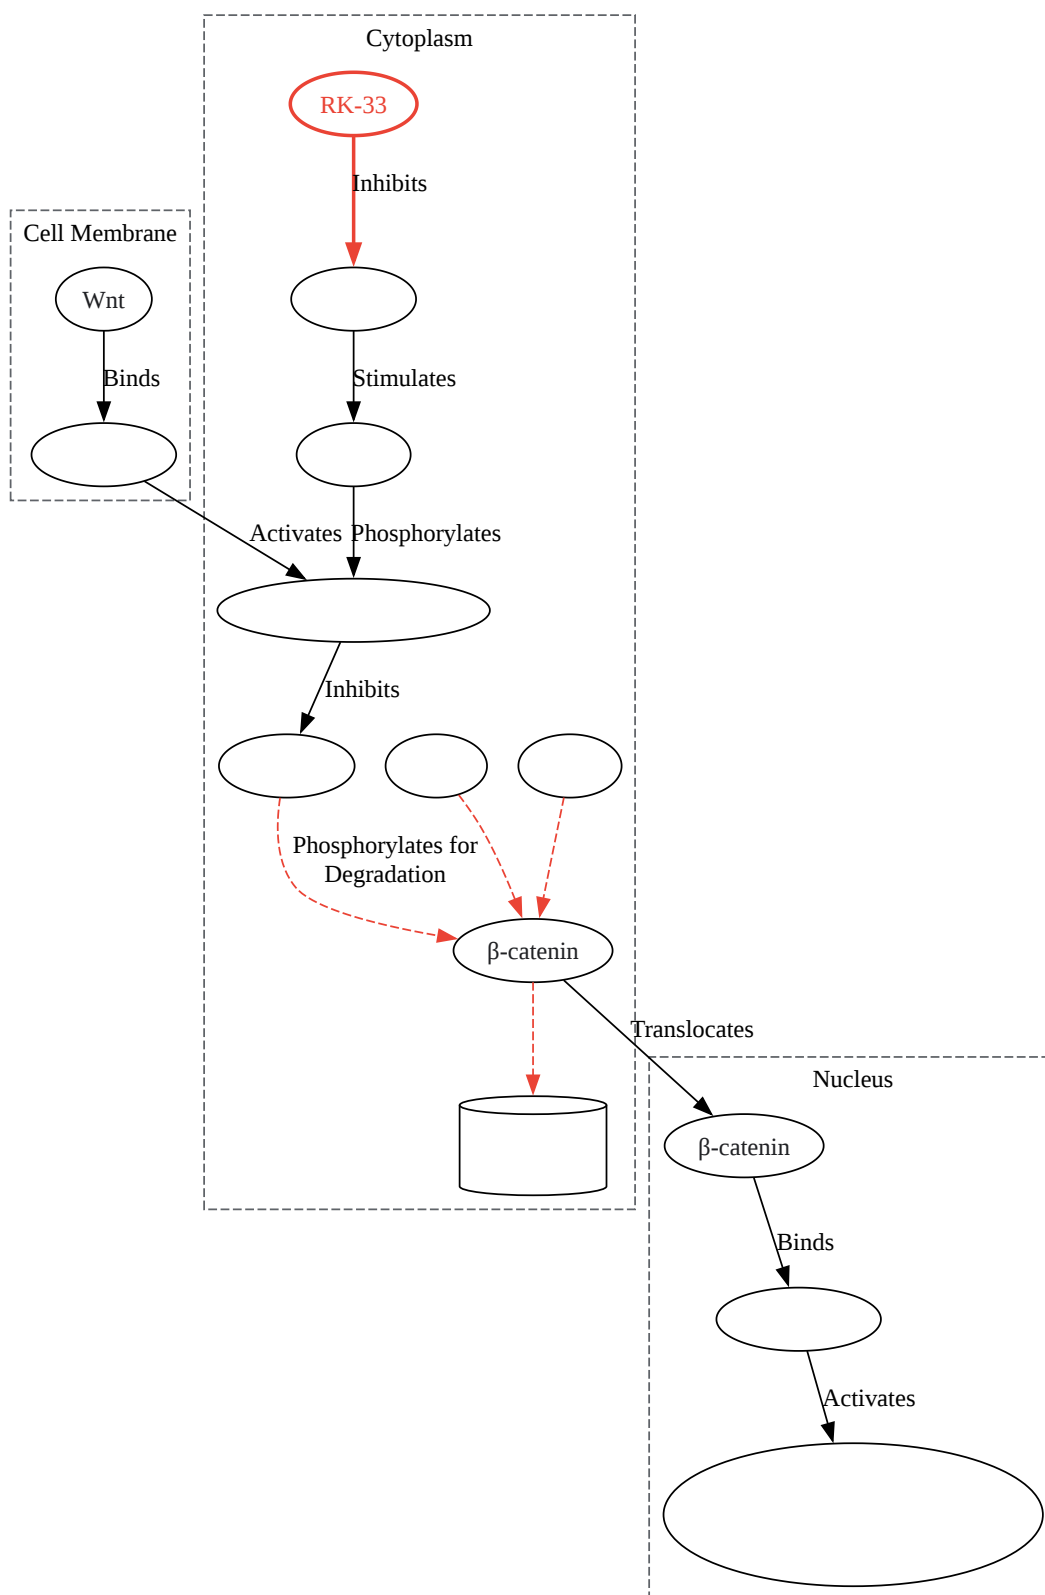 Cytoplasm
RK-33
Inhibits
Cell Membrane
Wnt
Binds
Stimulates
Activates
Phosphorylates
Inhibits
Phosphorylates for
Degradation
β-catenin
Translocates
Nucleus
β-catenin
Binds
Activates